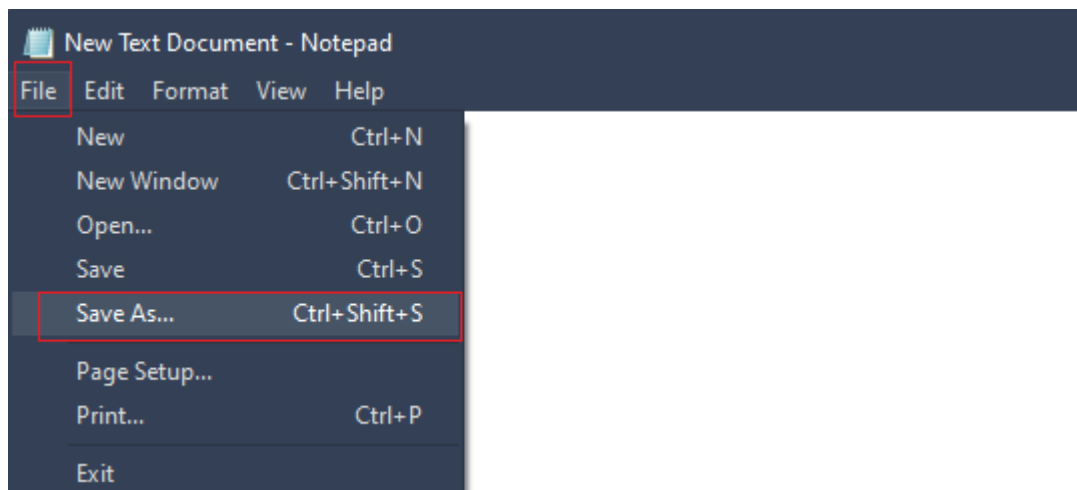 New Text Document - Notepad
File Edit Format View Help
New Ctrl+N
New Window Ctrl+Shift+N
Open... Ctrl+O
Save Ctrl+S
Save As... Ctrl+Shift+S
Page Setup...
Print... Ctrl+P
Exit